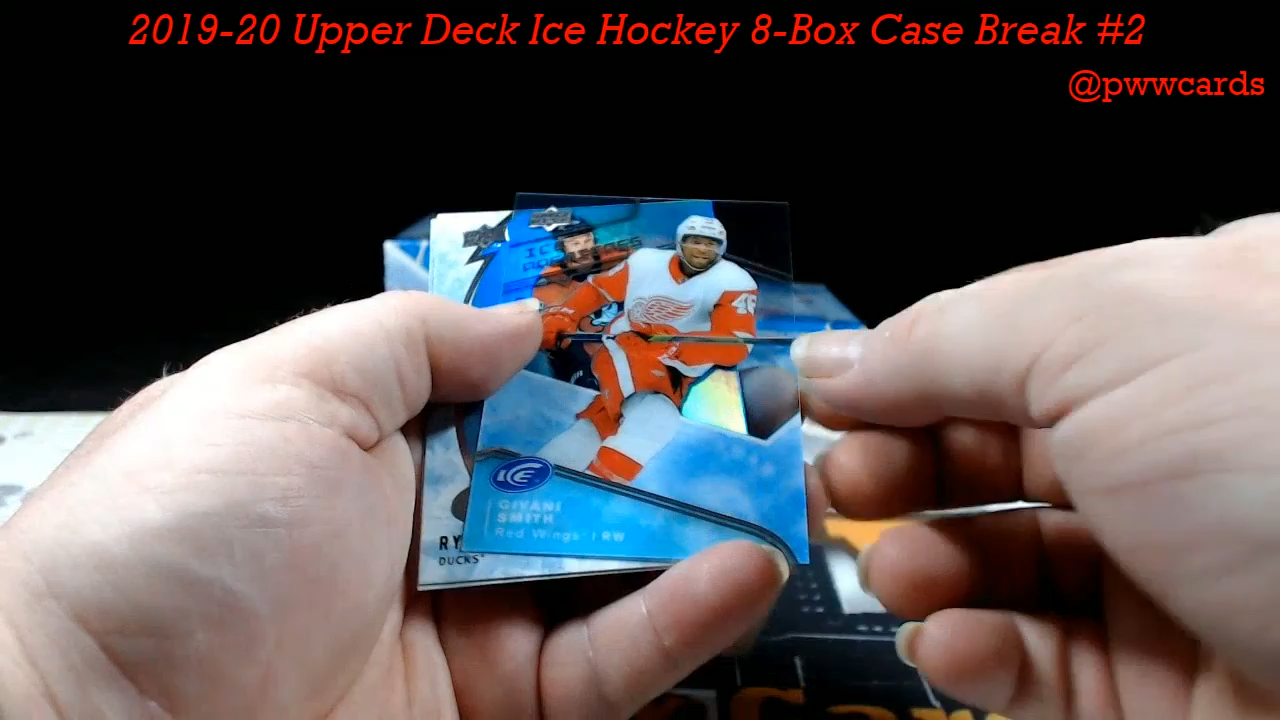 2019-20 Upper Deck Ice Hockey 8-Box Case Break #2
@pwwcards
ICE
GIVANI
SMITH
Red Wings | RW
RY
DUCKS